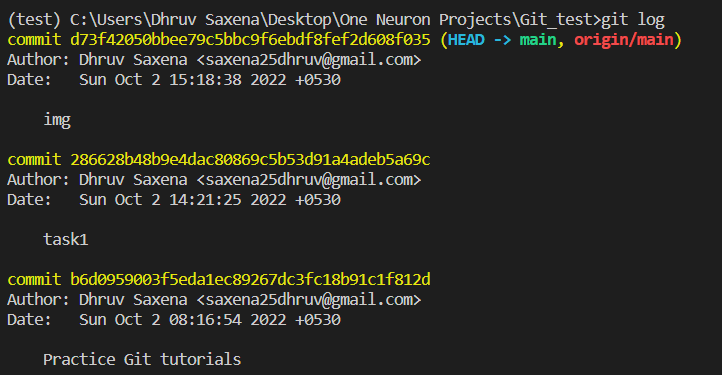 (test) C:\Users\Dhruv Saxena\Desktop\One Neuron Projects\Git_test>git log
commit d73f42050bbee79c5bbc9f6ebdf8fef2d608f035 (HEAD -> main, origin/main)
Author: Dhruv Saxena <saxena25dhruv@gmail.com>
Date:   Sun Oct 2 15:18:38 2022 +0530
img
commit 286628b48b9e4dac80869c5b53d91a4adeb5a69c
Author: Dhruv Saxena <saxena25dhruv@gmail.com>
Date:   Sun Oct 2 14:21:25 2022 +0530
task1
commit b6d0959003f5eda1ec89267dc3fc18b91c1f812d
Author: Dhruv Saxena <saxena25dhruv@gmail.com>
Date:   Sun Oct 2 08:16:54 2022 +0530
Practice Git tutorials